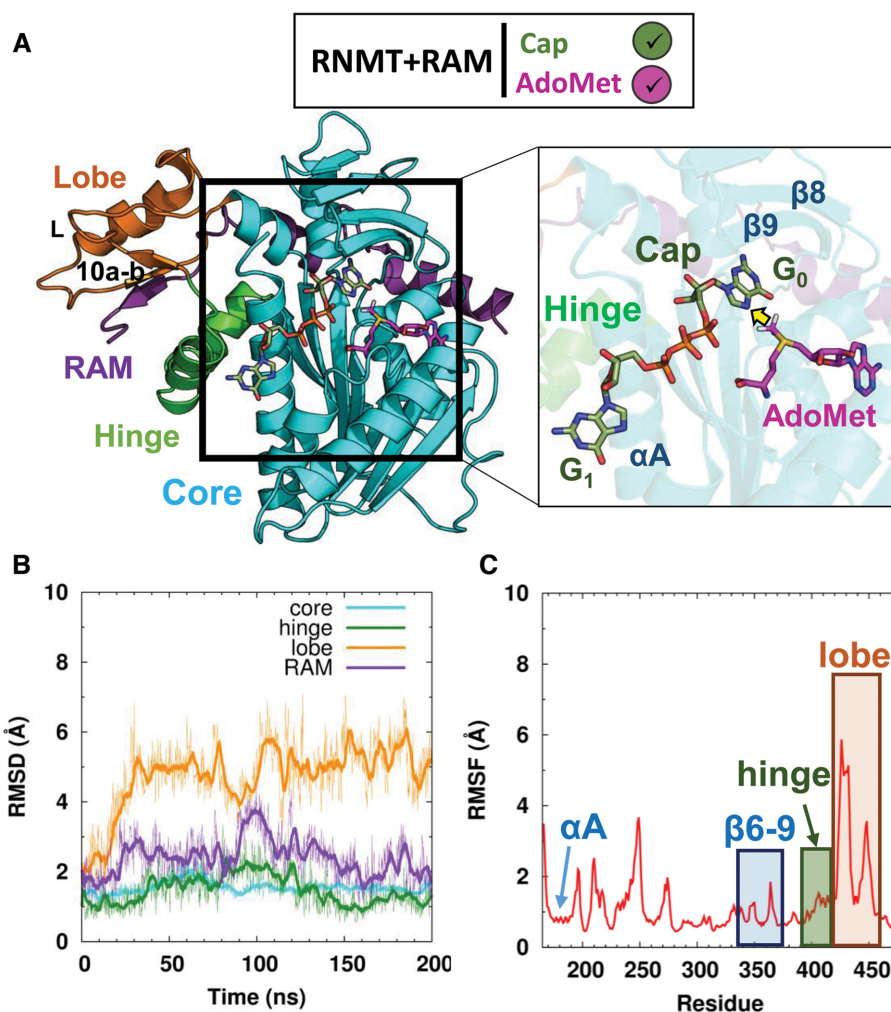 A
RNMT+RAM
Cap ✓
AdoMet ✓
Lobe
L
10a-b
RAM
Hinge
Core
β8
β9
Cap
G₀
Hinge
AdoMet
αA
G₁
B
10
8
6
4
2
0
RMSD (Å)
core
hinge
lobe
RAM
0 50 100 150 200
Time (ns)
C
10
8
6
4
2
0
RMSF (Å)
lobe
hinge
αA
β6-9
200 250 300 350 400 450
Residue